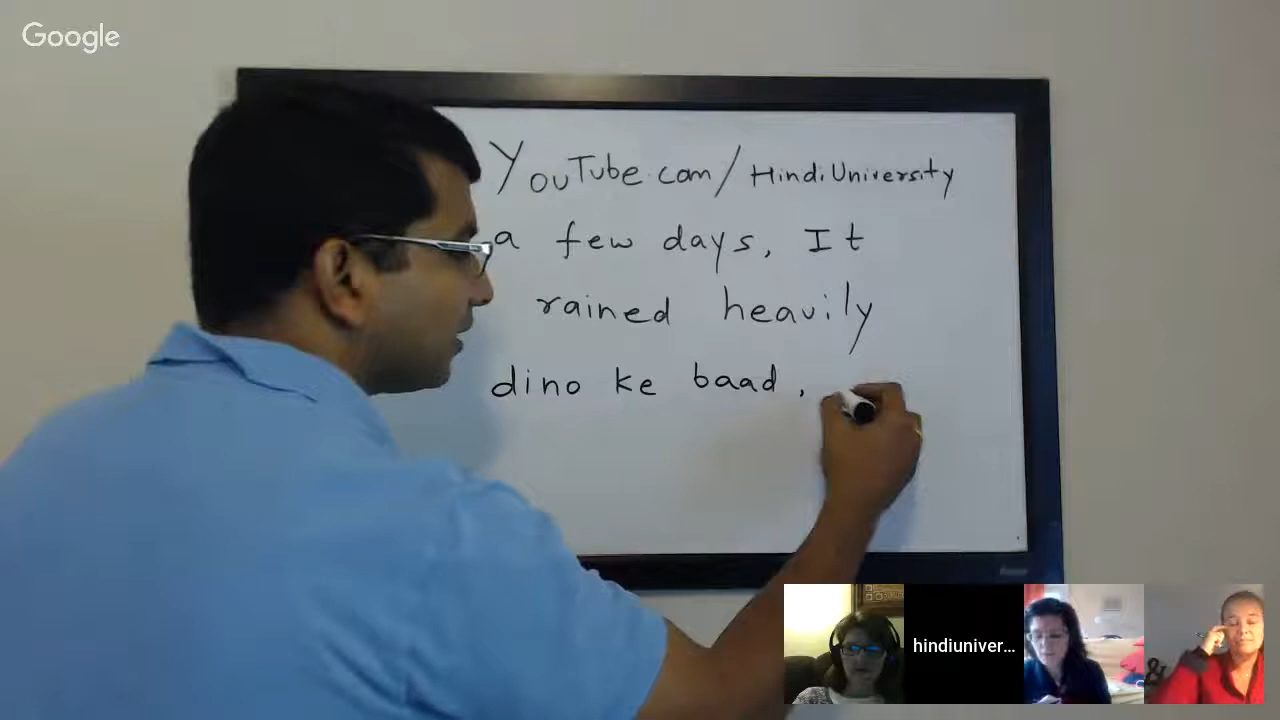 Google
YouTube.com/HindiUniversity
a few days, It
rained heavily
dino ke baad,
hindiuniver...